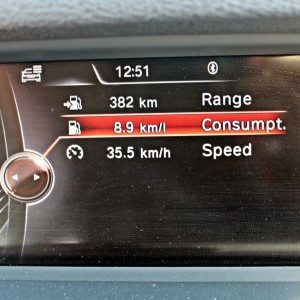 12:51
382 km Range
8.9 km/l Consumpt.
35.5 km/h Speed